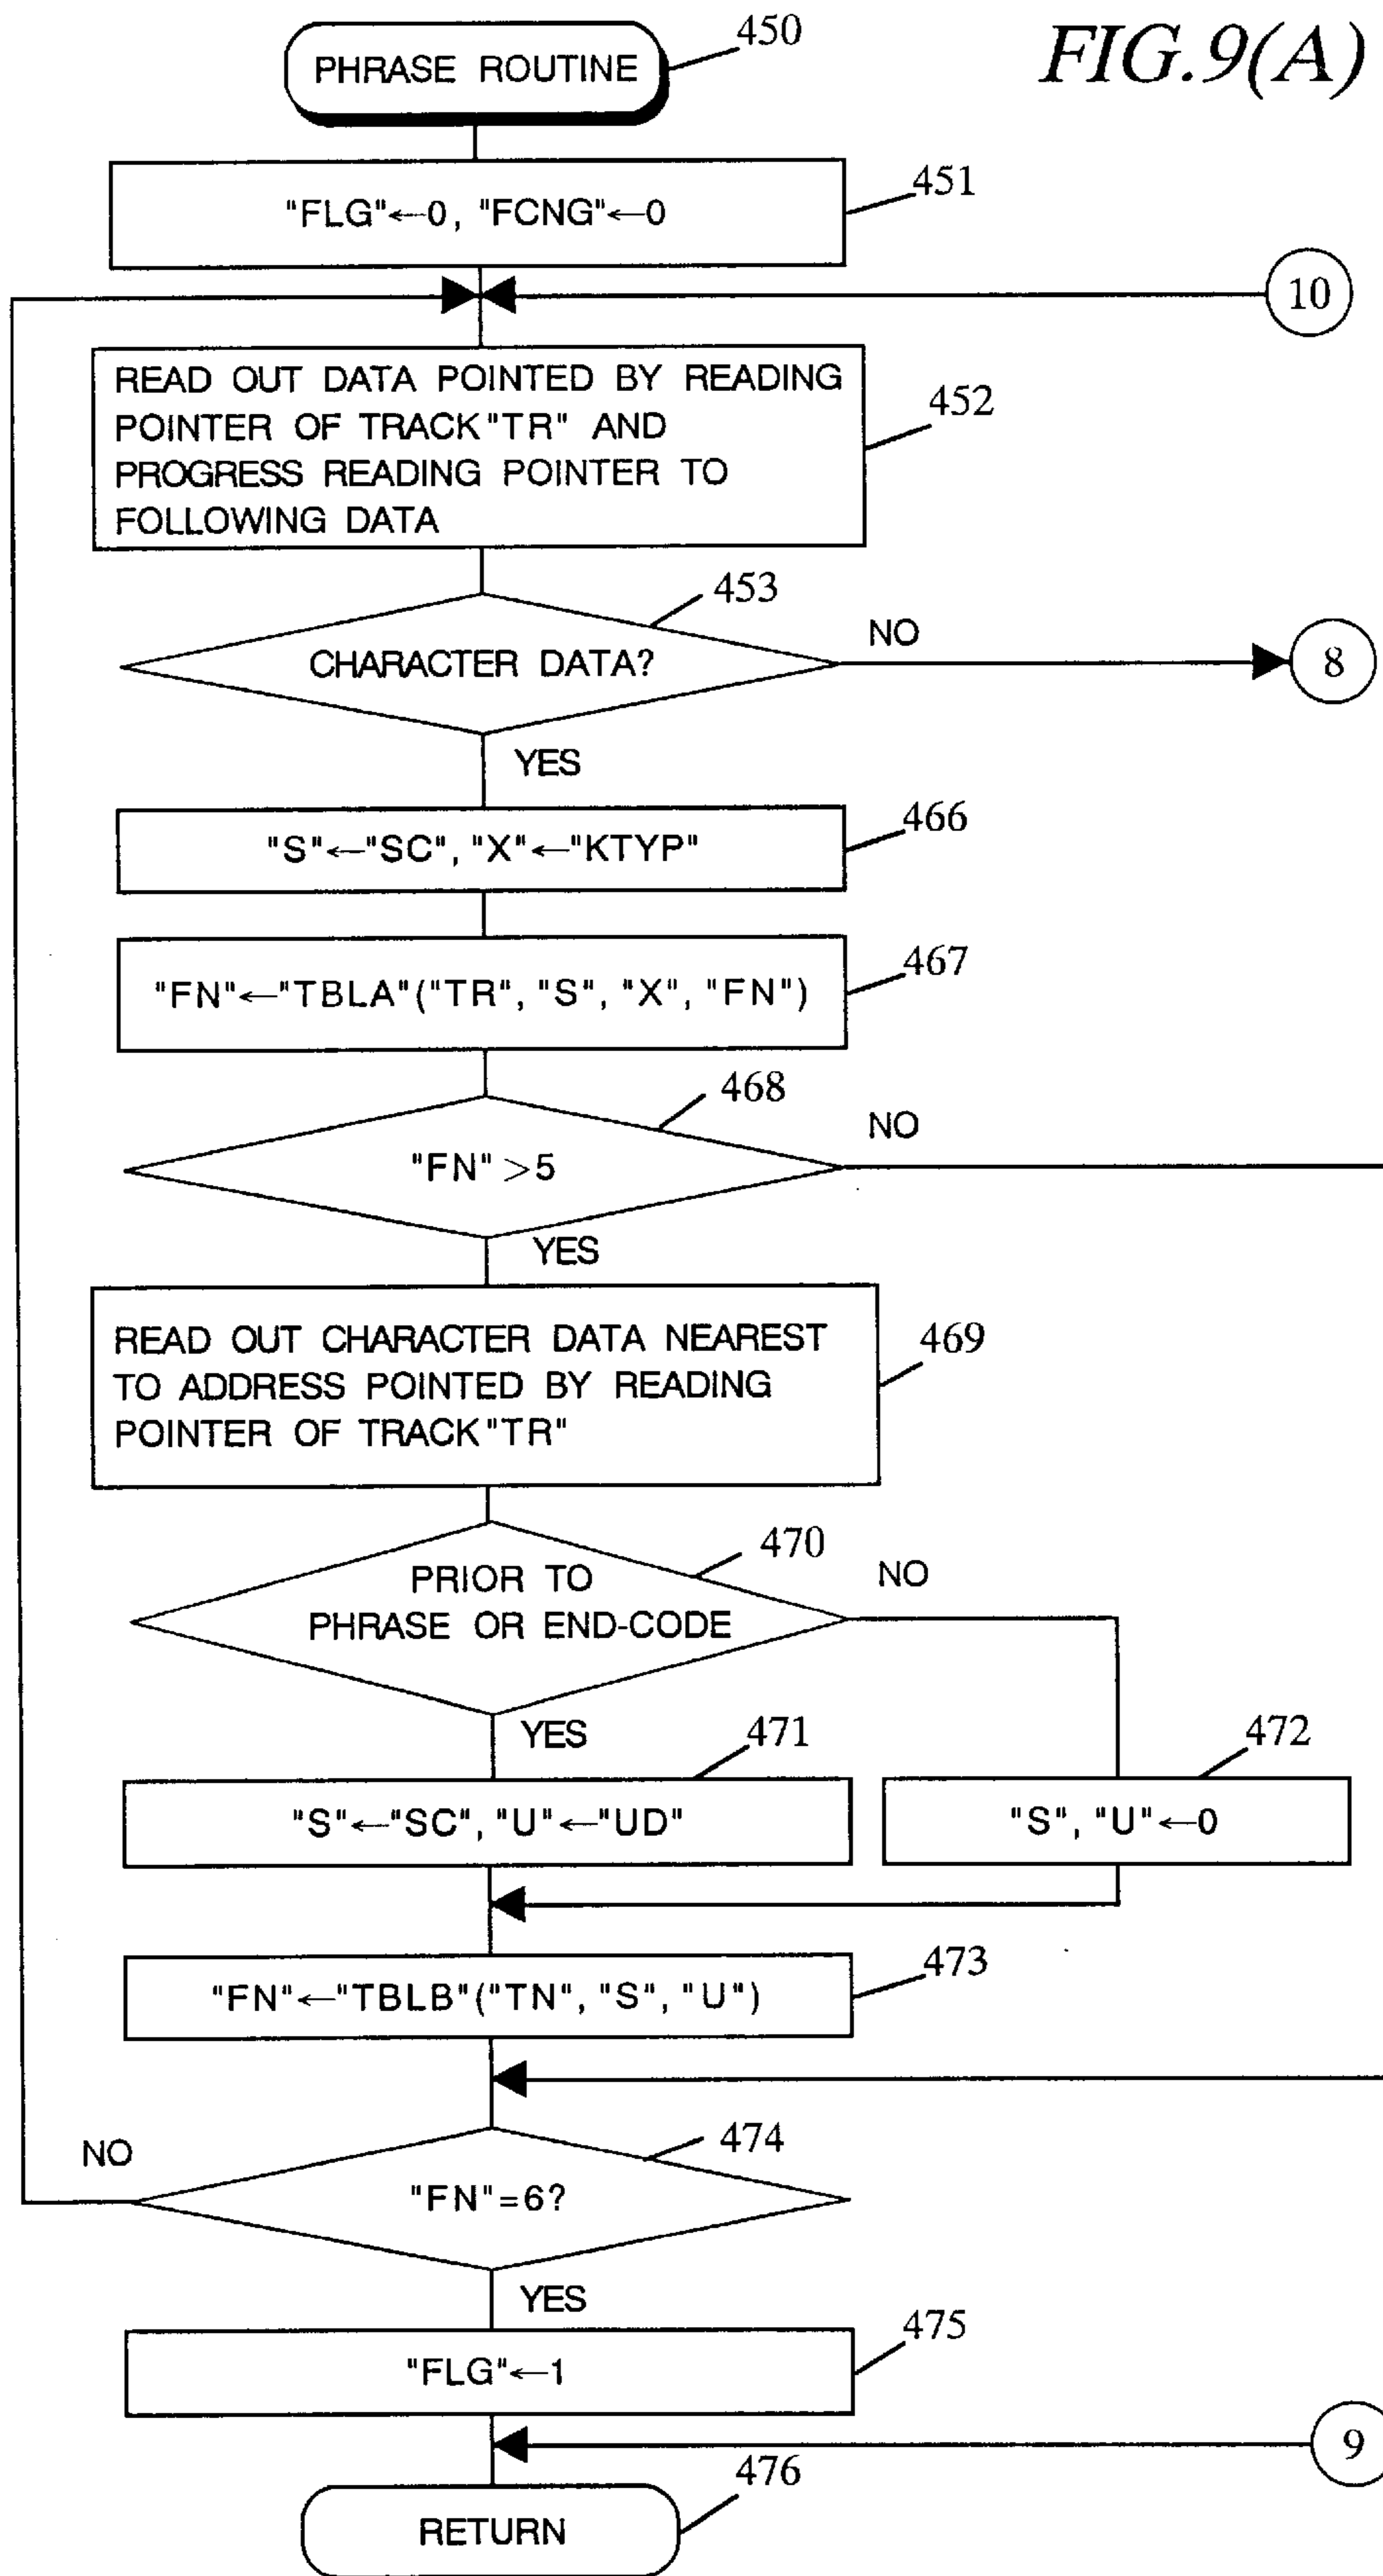 FIG.9(A)
PHRASE ROUTINE
450
"FLG"←0, "FCNG"←0
451
10
READ OUT DATA POINTED BY READING
POINTER OF TRACK"TR" AND
PROGRESS READING POINTER TO
FOLLOWING DATA
452
453
CHARACTER DATA?
NO
8
YES
"S"←"SC", "X"←"KTYP"
466
"FN"←"TBLA"("TR", "S", "X", "FN")
467
468
"FN" >5
NO
YES
READ OUT CHARACTER DATA NEAREST
TO ADDRESS POINTED BY READING
POINTER OF TRACK"TR"
469
470
PRIOR TO
PHRASE OR END-CODE
NO
YES
471
"S"←"SC", "U"←"UD"
472
"S", "U"←0
"FN"←"TBLB"("TN", "S", "U")
473
NO
474
"FN"=6?
YES
"FLG"←1
475
9
476
RETURN